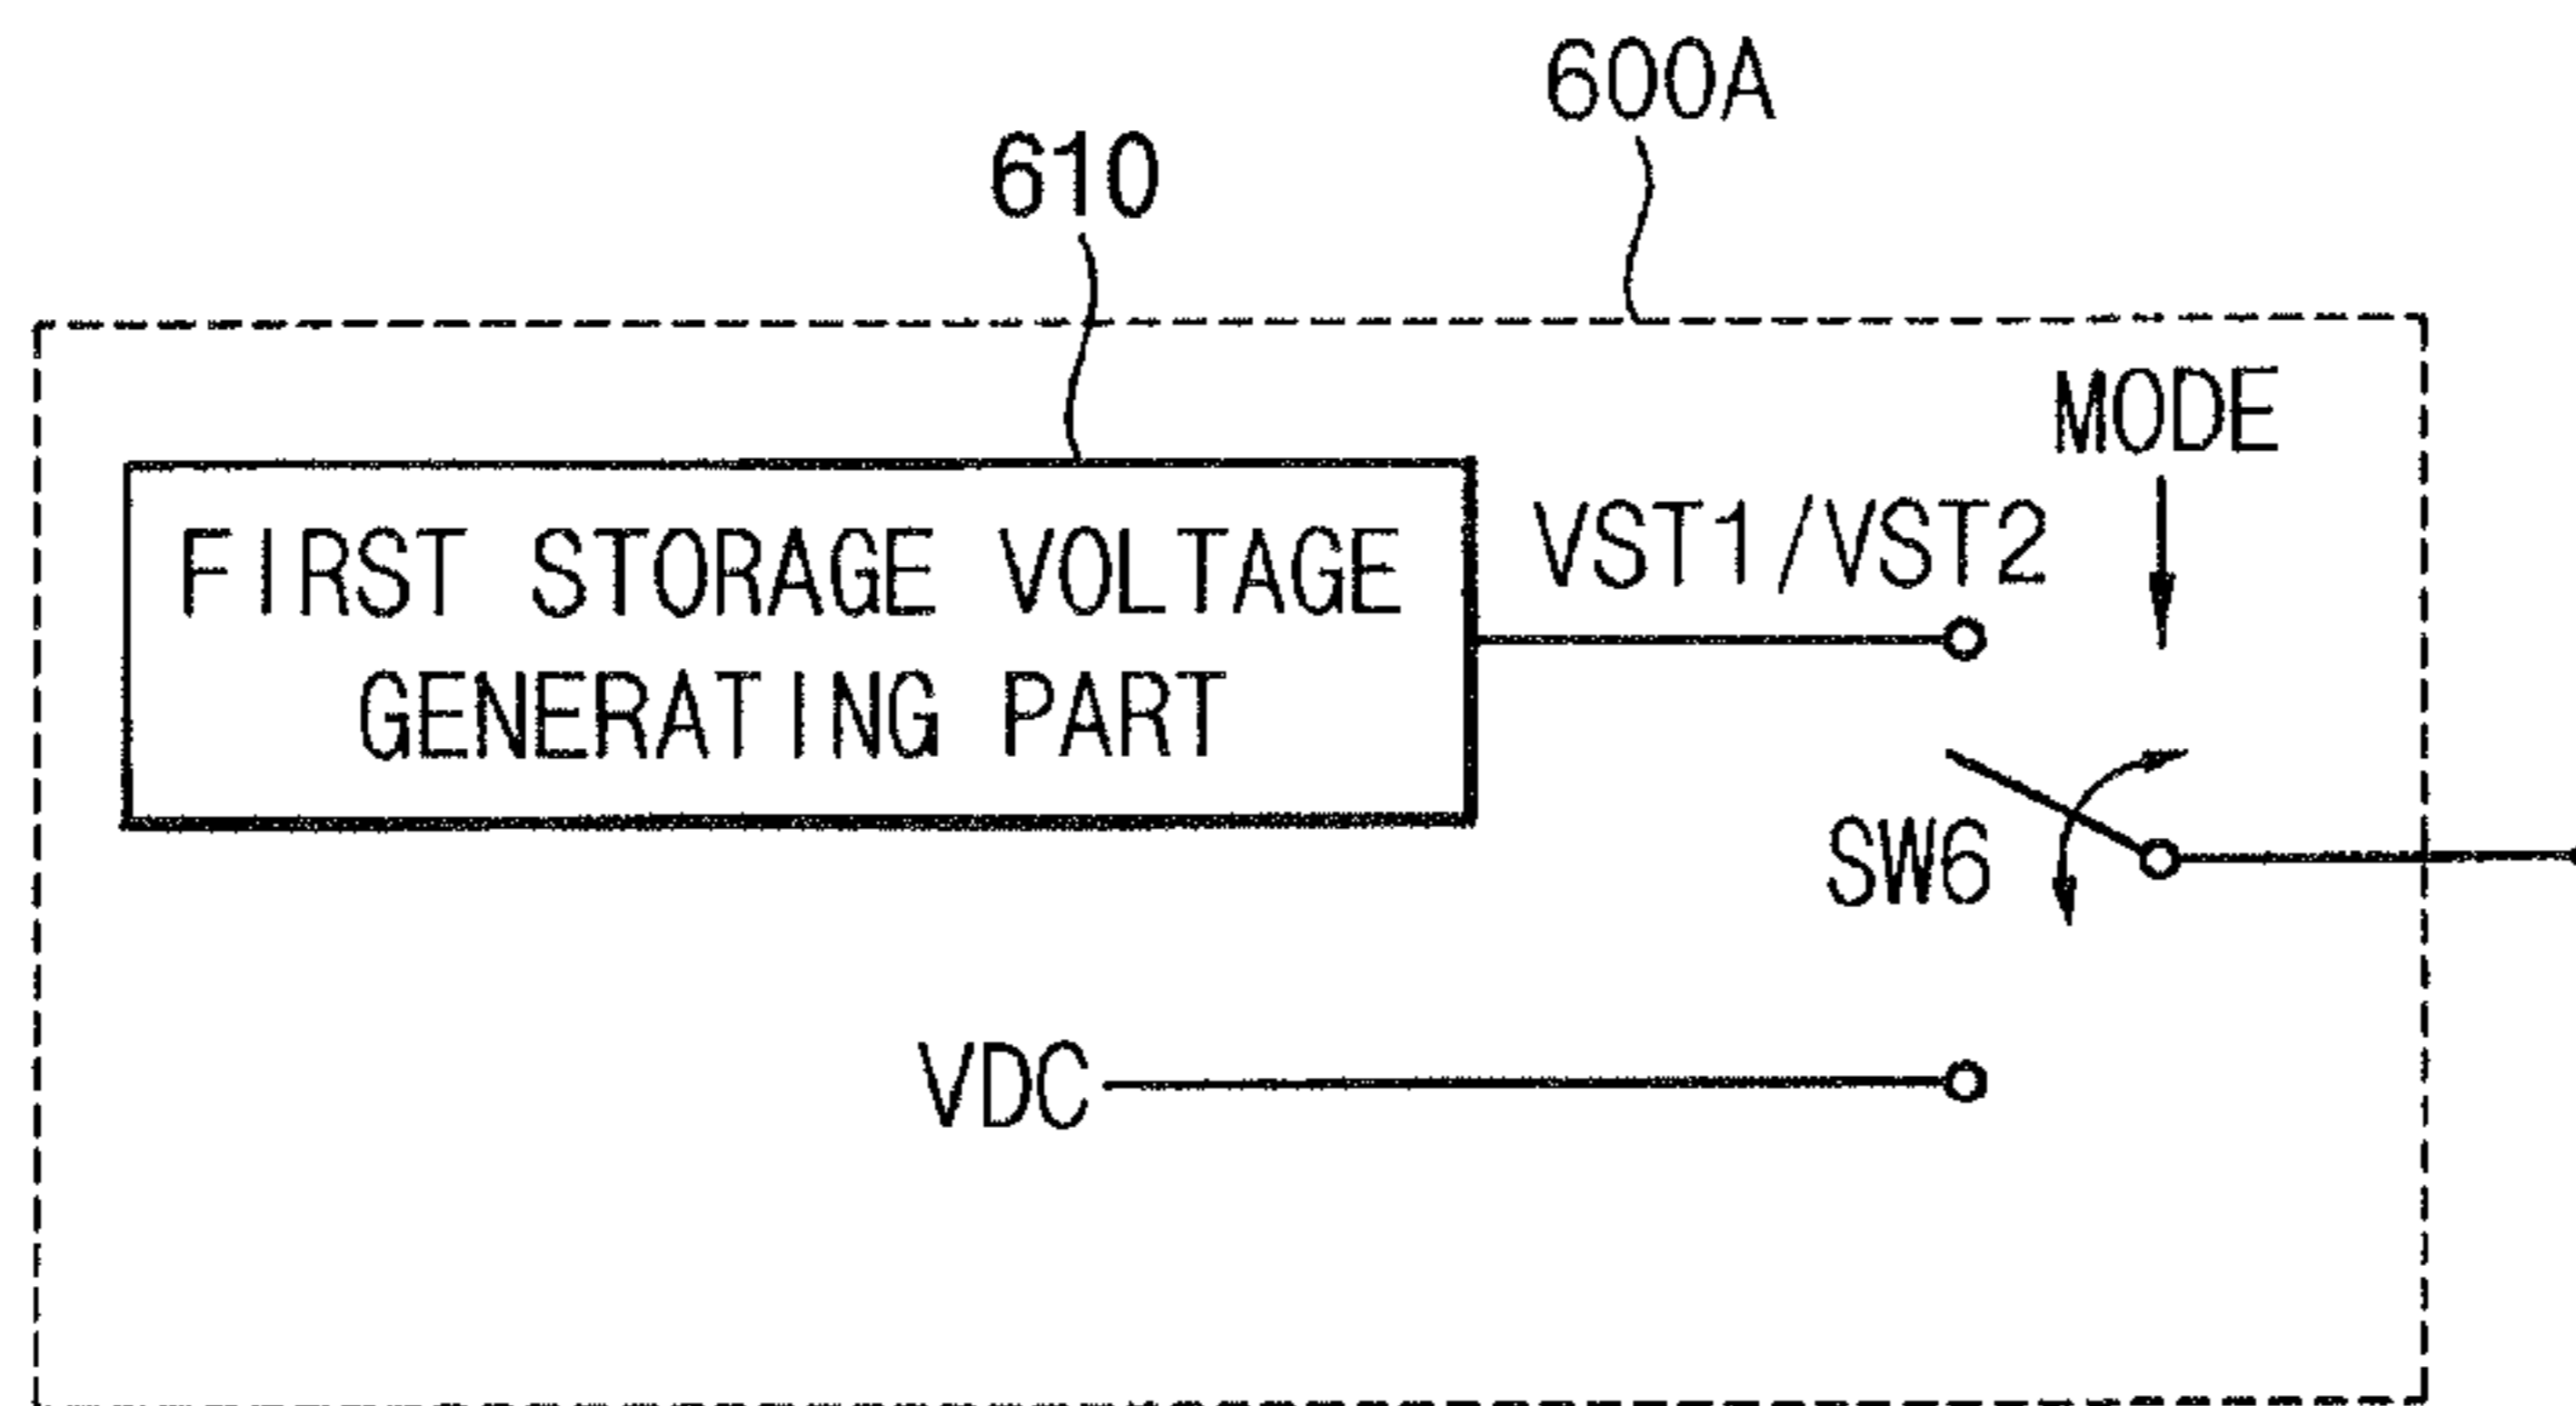 600A
610
MODE
VST1/VST2
FIRST STORAGE VOLTAGE
GENERATING PART
SW6
VDC